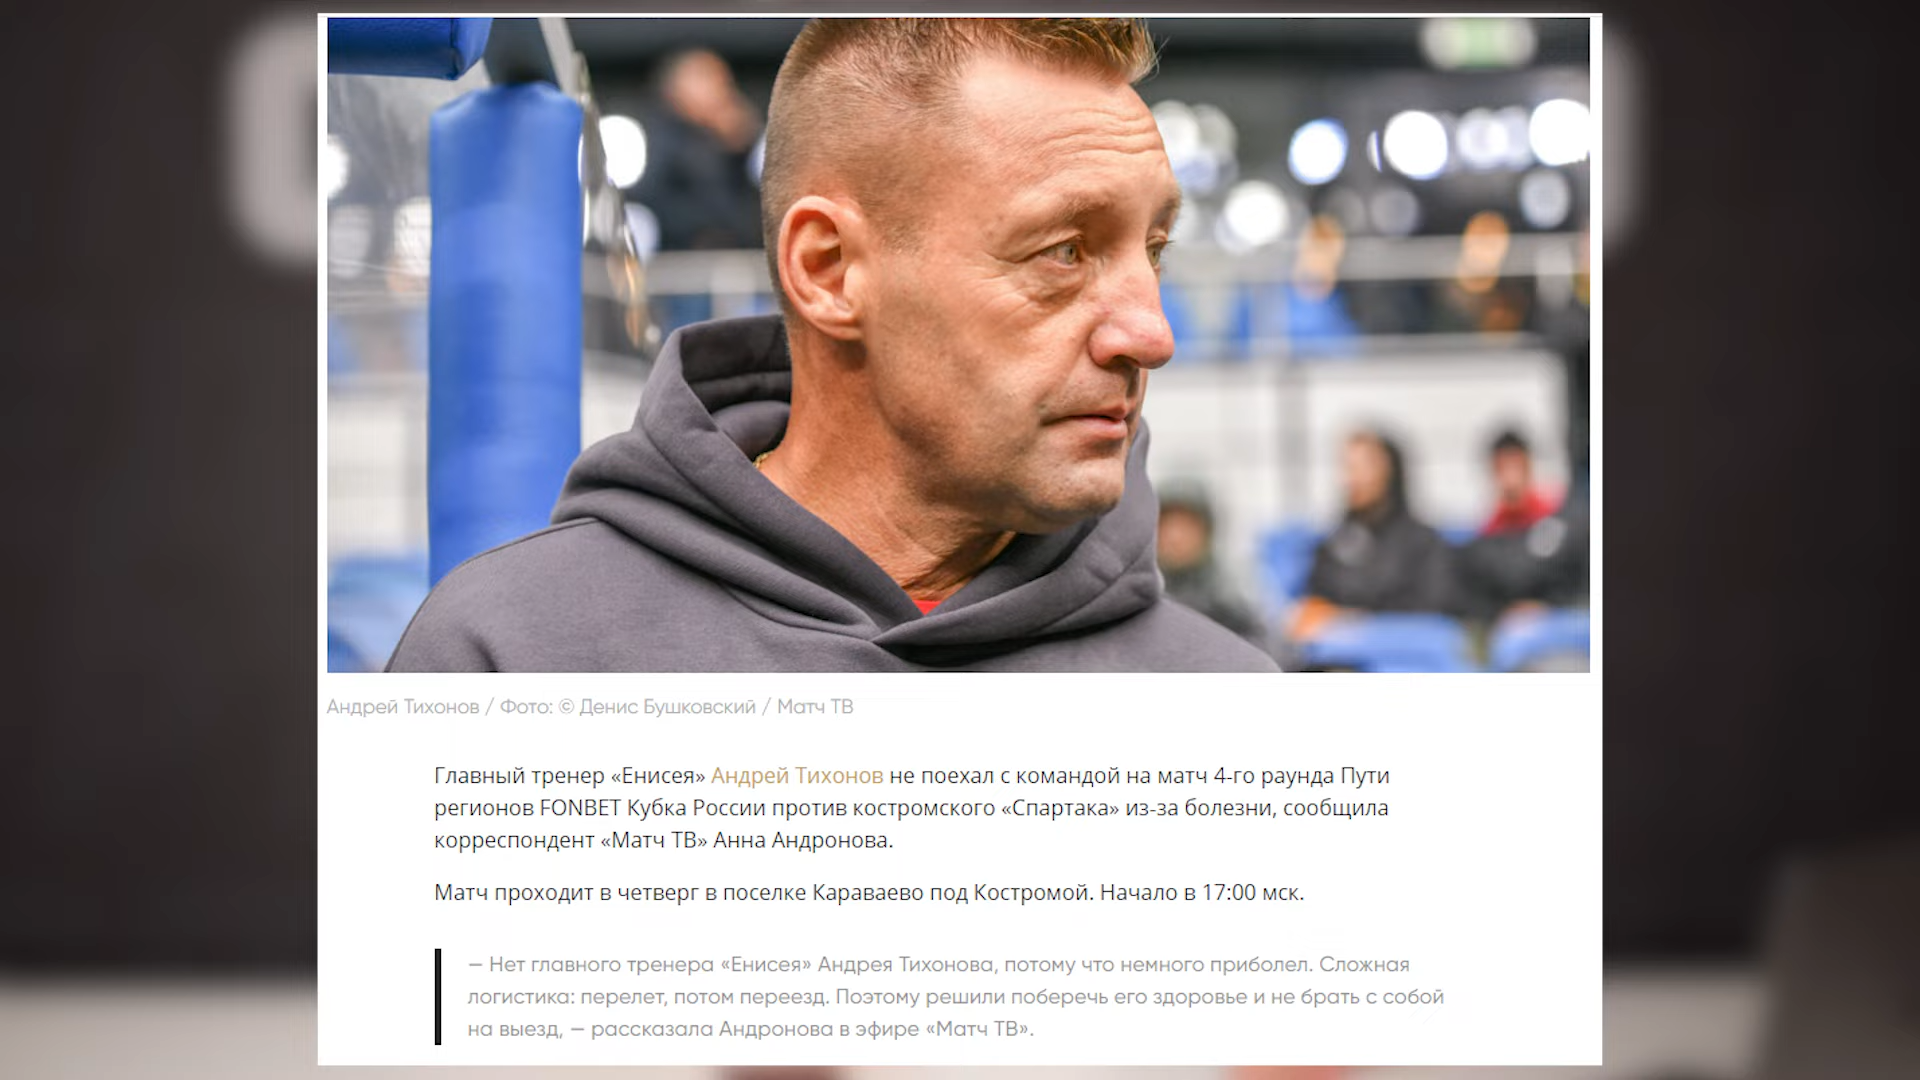 Андрей Тихонов / Фото: © Денис Бушковский / Матч ТВ
Главный тренер «Енисея» Андрей Тихонов не поехал с командой на матч 4-го раунда Пути
регионов FONBET Кубка России против костромского «Спартака» из-за болезни, сообщила
корреспондент «Матч ТВ» Анна Андронова.
Матч проходит в четверг в поселке Караваево под Костромой. Начало в 17:00 мск.
— Нет главного тренера «Енисея» Андрея Тихонова, потому что немного приболел. Сложная
логистика: перелет, потом переезд. Поэтому решили поберечь его здоровье и не брать с собой
на выезд, — рассказала Андронова в эфире «Матч ТВ».